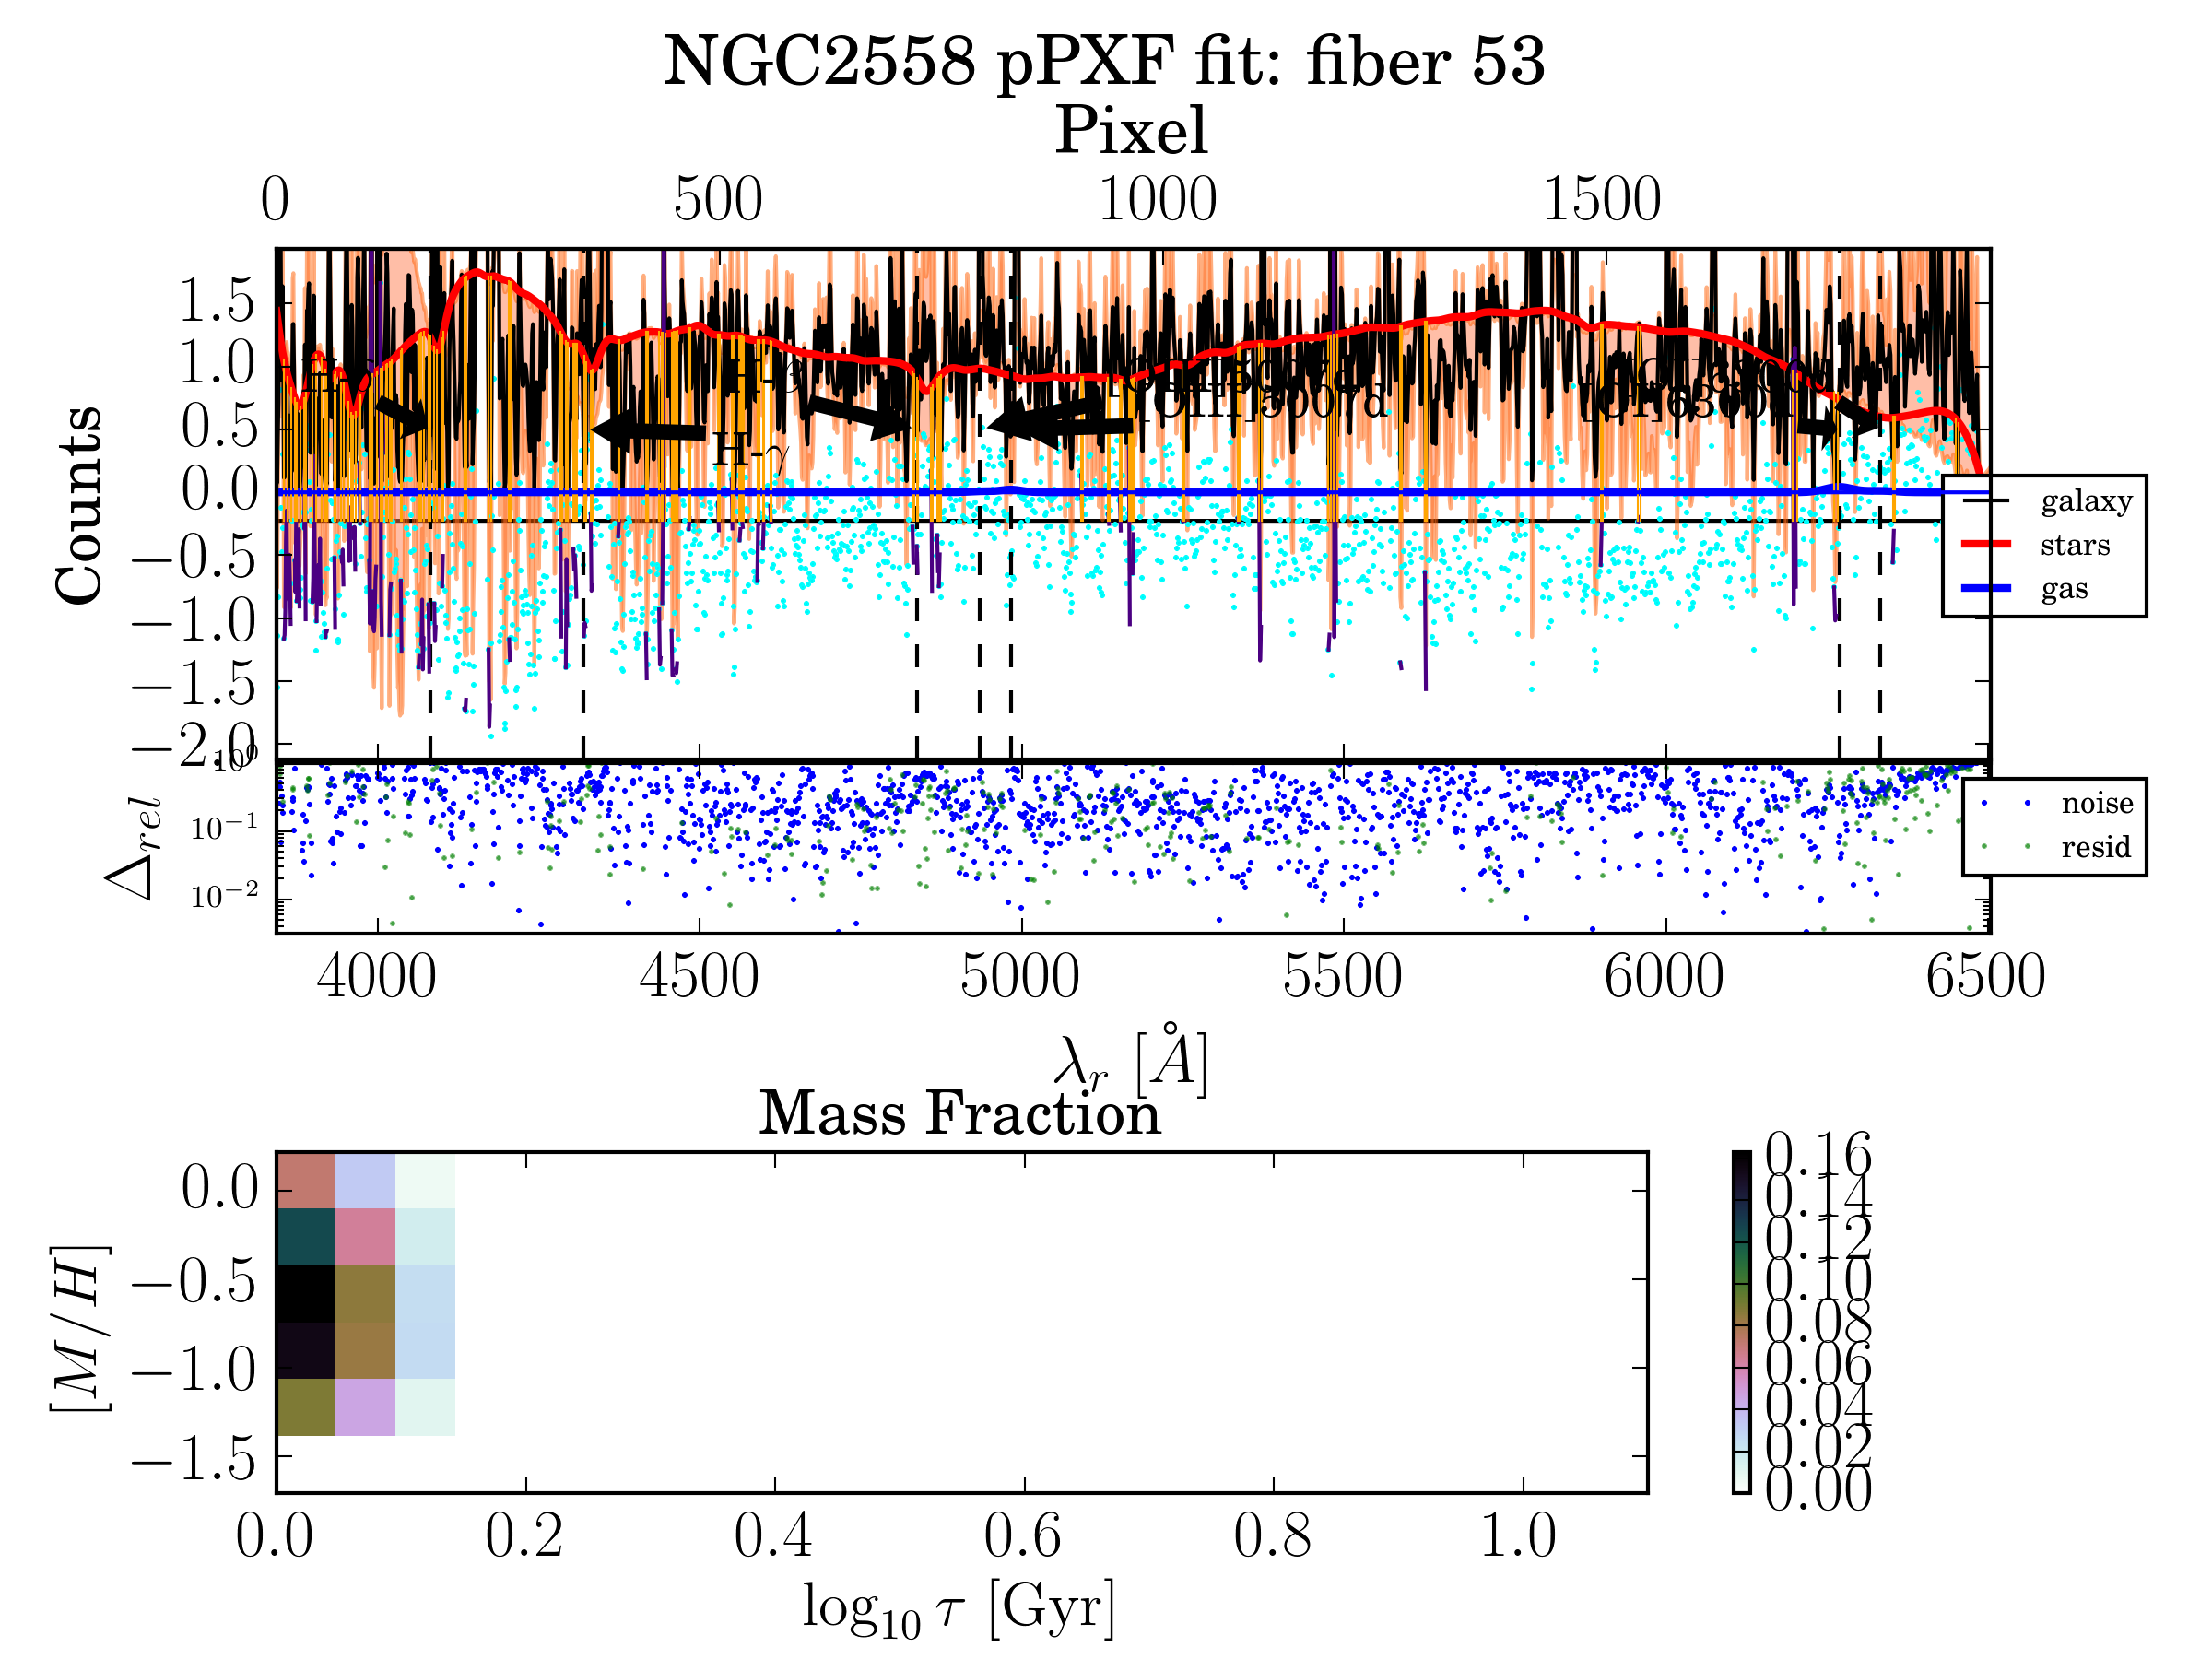 NGC2558 pPXF fit: fiber 53
Pixel
0 500 1000 1500
Counts
1.5
1.0
0.5
0.0
−0.5
−1.0
−1.5
−2.0
H-β
H-γ
galaxy
stars
gas
Δrel
10⁰
10⁻¹
10⁻²
noise
resid
4000 4500 5000 5500 6000 6500
λr [Å]
Mass Fraction
[M/H]
0.0
−0.5
−1.0
−1.5
0.0 0.2 0.4 0.6 0.8 1.0
log10 τ [Gyr]
0.16
0.14
0.12
0.10
0.08
0.06
0.04
0.02
0.00